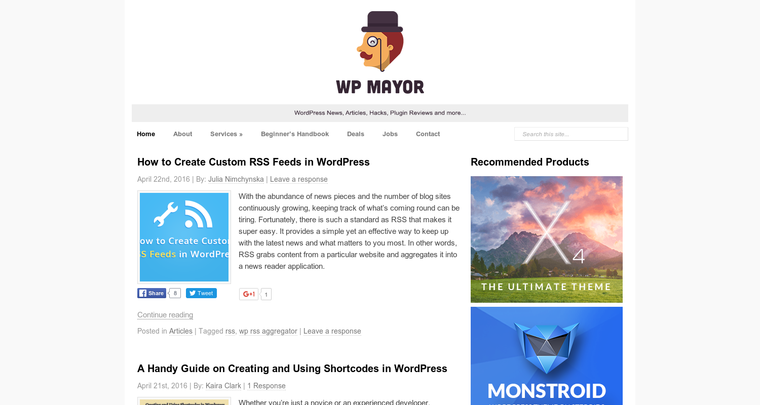 WP MAYOR
WordPress News, Articles, Hacks, Plugin Reviews and more...
Home About Services » Beginner's Handbook Deals Jobs Contact Search this site...
How to Create Custom RSS Feeds in WordPress
April 22nd, 2016 | By: Julia Nimchynska | Leave a response
How to Create Custom
RSS Feeds in WordPress
With the abundance of news pieces and the number of blog sites
continuously growing, keeping track of what's coming round can be
tiring. Fortunately, there is such a standard as RSS that makes it
super easy. It provides a simple yet an effective way to keep up
with the latest news and what matters to you most. In other words,
RSS grabs content from a particular website and aggregates it into
a news reader application.
Share 8 Tweet G+1 1
Continue reading
Posted in Articles | Tagged rss, wp rss aggregator | Leave a response
A Handy Guide on Creating and Using Shortcodes in WordPress
April 21st, 2016 | By: Kaira Clark | 1 Response
Whether you're just a novice or an experienced developer,
Recommended Products
X 4
THE ULTIMATE THEME
MONSTROID